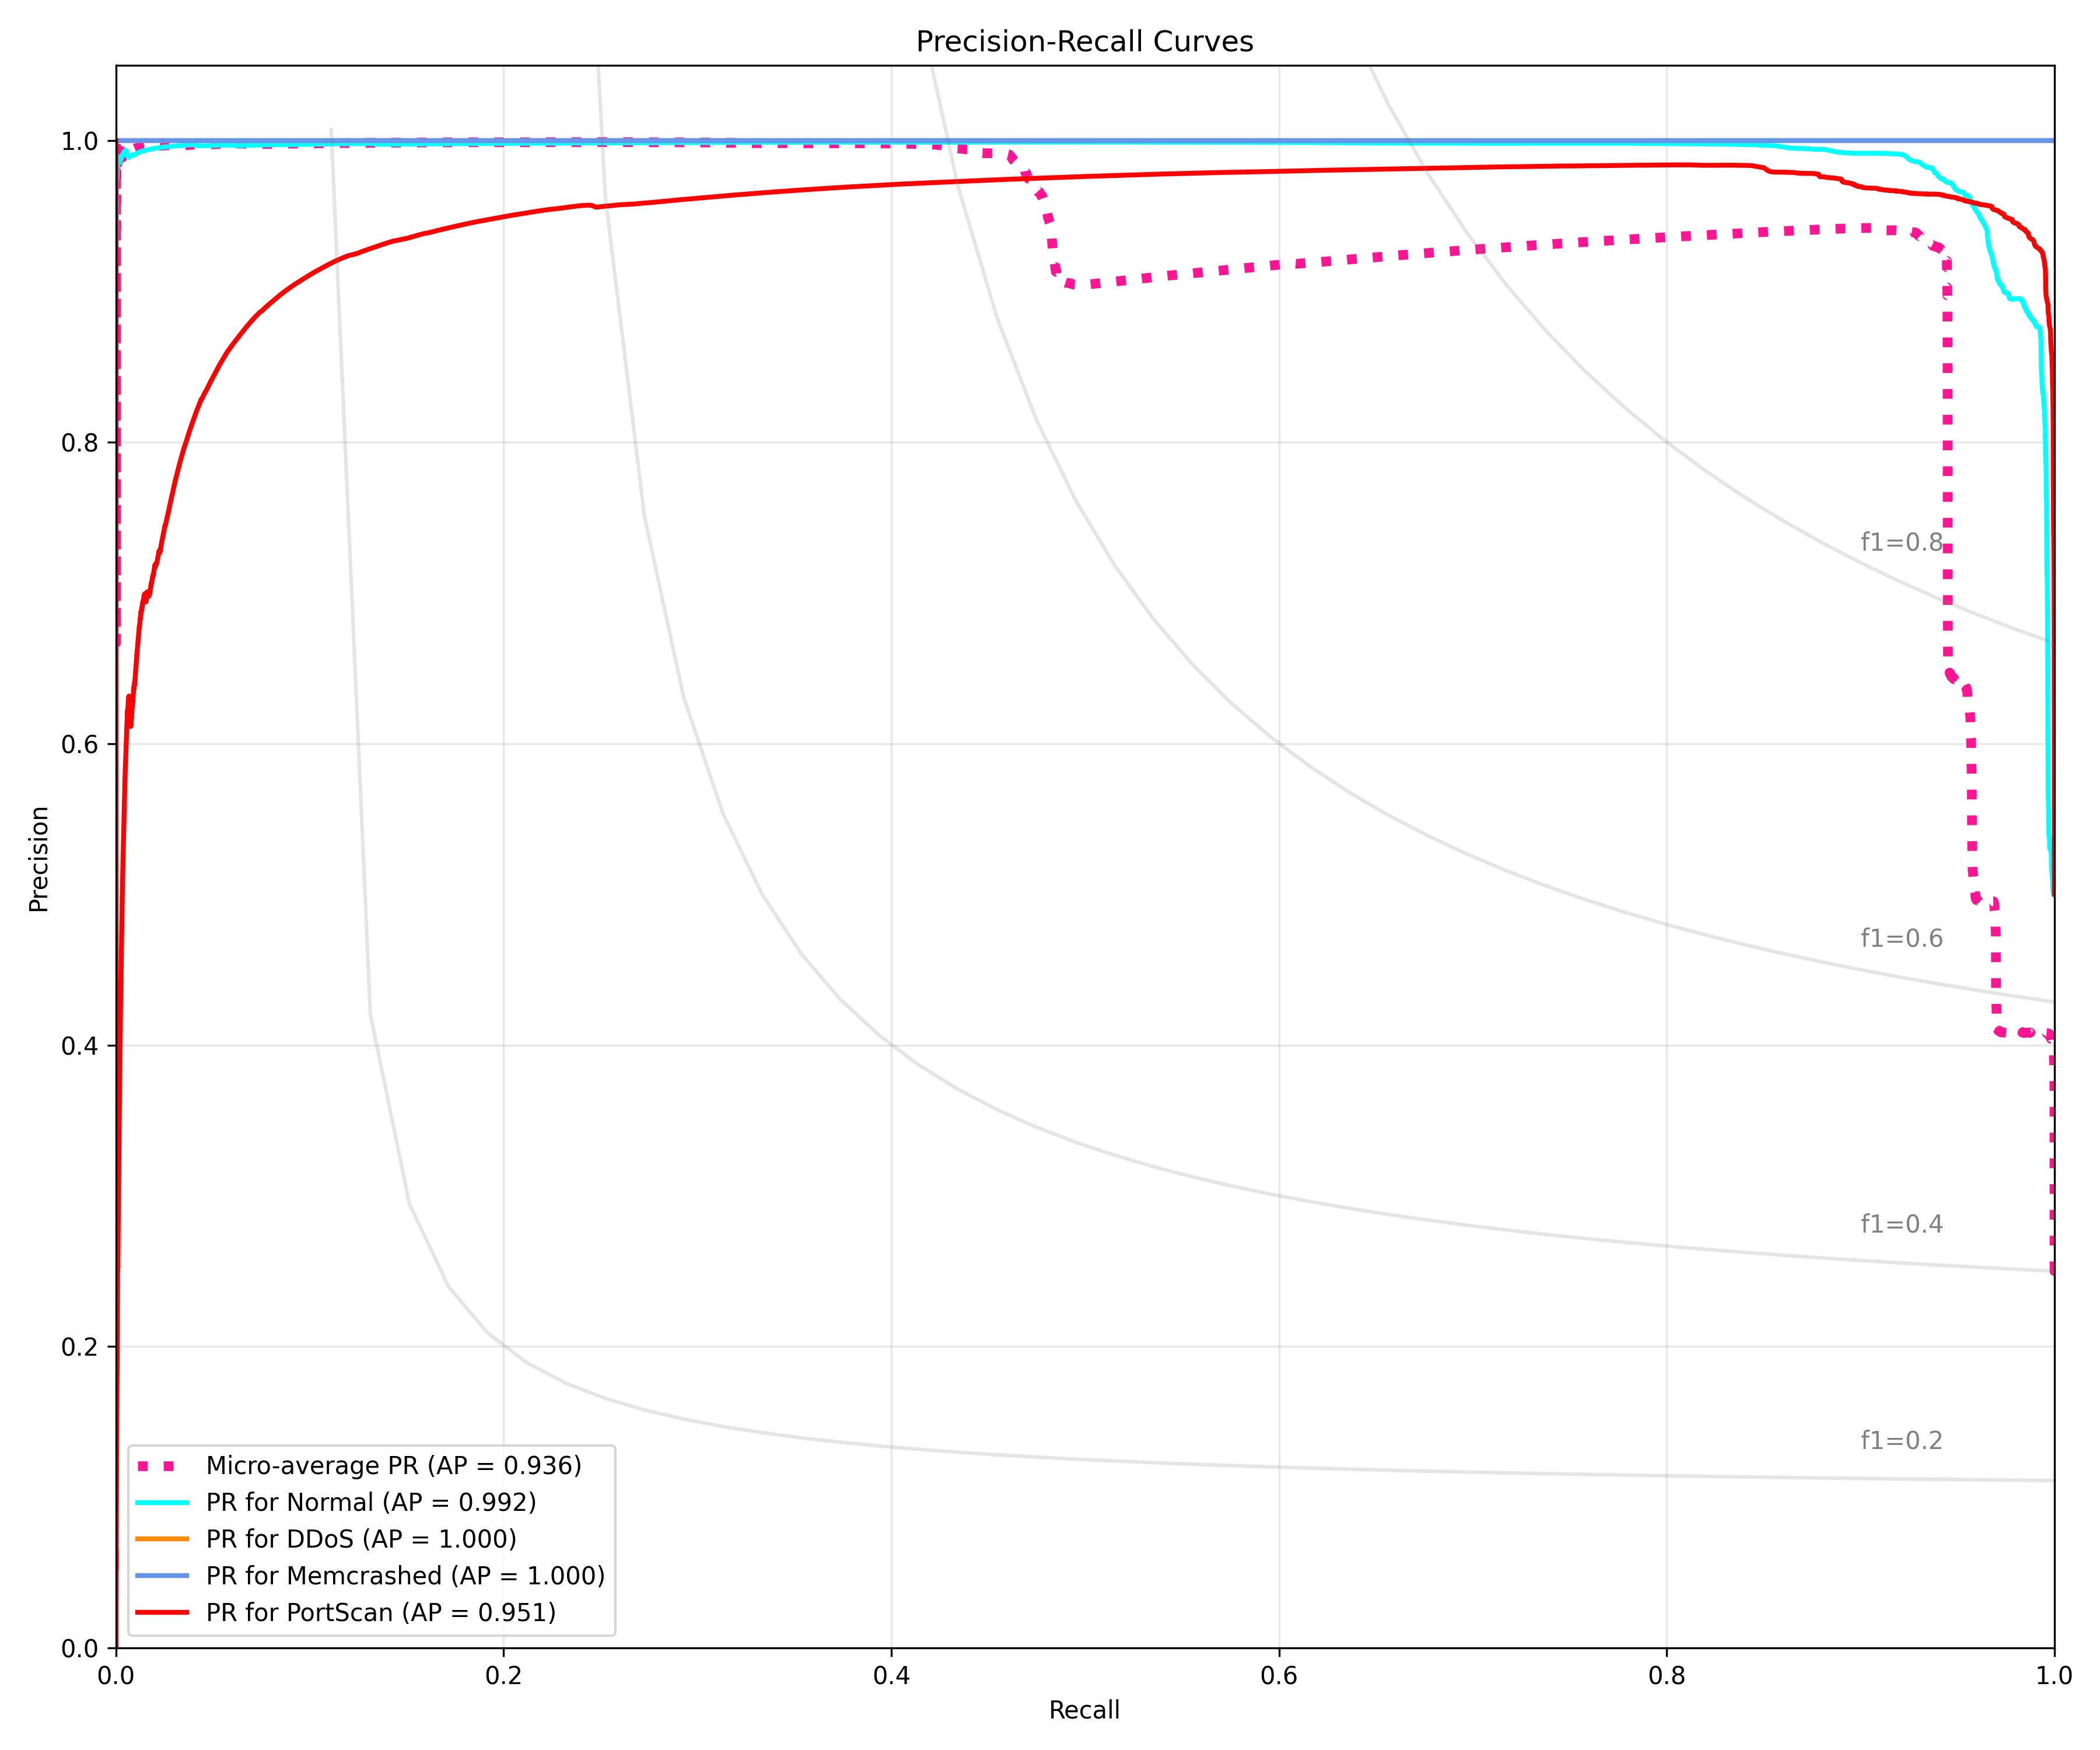 Precision-Recall Curves
1.0
0.8
0.6
0.4
0.2
0.0
Precision
f1=0.8
f1=0.6
f1=0.4
f1=0.2
Micro-average PR (AP = 0.936)
PR for Normal (AP = 0.992)
PR for DDoS (AP = 1.000)
PR for Memcrashed (AP = 1.000)
PR for PortScan (AP = 0.951)
0.0 0.2 0.4 0.6 0.8 1.0
Recall